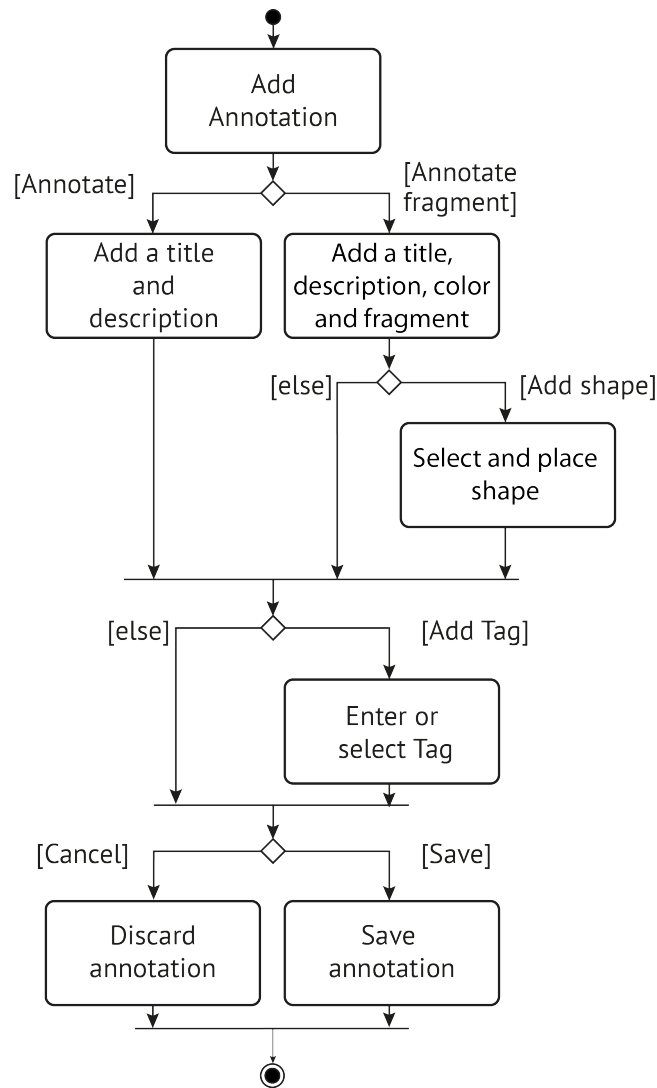 Add
Annotation
[Annotate]
[Annotate
fragment]
Add a title
and
description
Add a title,
description, color
and fragment
[else]
[Add shape]
Select and place
shape
[else]
[Add Tag]
Enter or
select Tag
[Cancel]
[Save]
Discard
annotation
Save
annotation